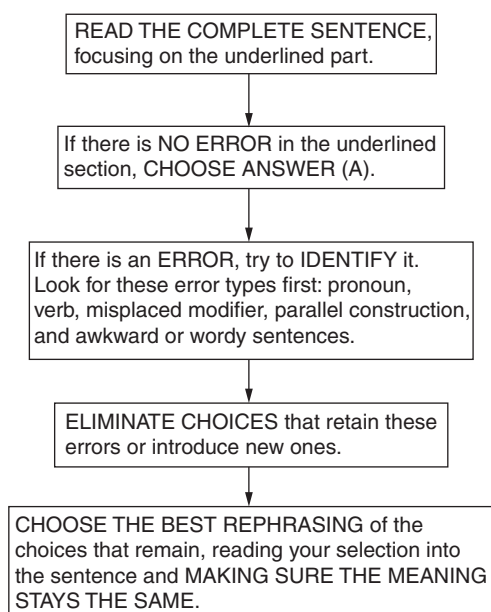 READ THE COMPLETE SENTENCE,
focusing on the underlined part.
If there is NO ERROR in the underlined
section, CHOOSE ANSWER (A).
If there is an ERROR, try to IDENTIFY it.
Look for these error types first: pronoun,
verb, misplaced modifier, parallel construction,
and awkward or wordy sentences.
ELIMINATE CHOICES that retain these
errors or introduce new ones.
CHOOSE THE BEST REPHRASING of the
choices that remain, reading your selection into
the sentence and MAKING SURE THE MEANING
STAYS THE SAME.